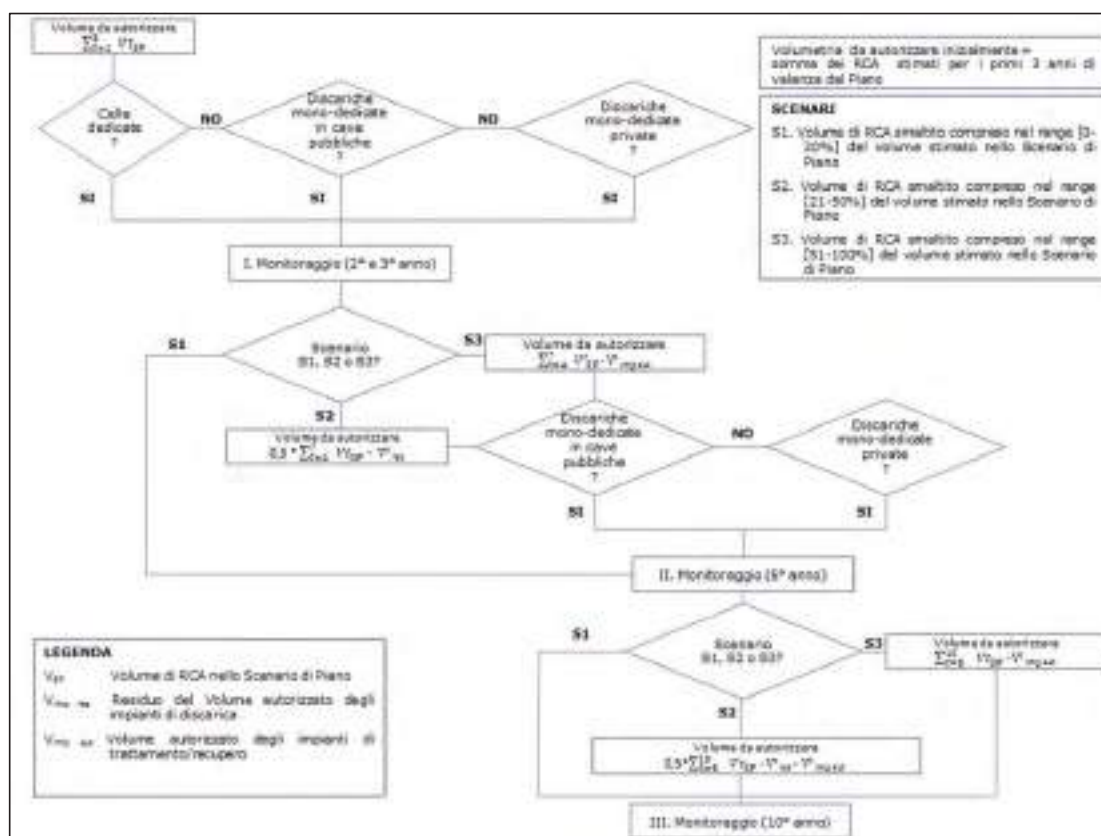 Volume da autorizzare
Celle
dedicate
?
NO
Discariche
mono-dedicate
in cave
pubbliche
?
NO
Discariche
mono-dedicate
private
?
SI
SI
SI
Volumetria da autorizzare inizialmente =
somma dei RCA stimati per i primi 3 anni di
valenza del Piano
SCENARI
S1. Volume di RCA smaltito compreso nel range [0-
20%] del volume stimato nello Scenario di
Piano
S2. Volume di RCA smaltito compreso nel range
[21-50%] del volume stimato nello Scenario di
Piano
S3. Volume di RCA smaltito compreso nel range
[51-100%] del volume stimato nello Scenario
di Piano
I. Monitoraggio (2° e 3° anno)
S1
Scenario
S1, S2 o S3?
S3
Volume da autorizzare
S2
Volume da autorizzare
Discariche
mono-dedicate
in cave
pubbliche
?
NO
Discariche
mono-dedicate
private
?
SI
SI
II. Monitoraggio (6° anno)
S1
Scenario
S1, S2 o S3?
S3
Volume da autorizzare
S2
Volume da autorizzare
III. Monitoraggio (10° anno)
LEGENDA
Volume di RCA nello Scenario di Piano
Residuo del Volume autorizzato degli
impianti di discarica
Volume autorizzato degli impianti di
trattamento/recupero